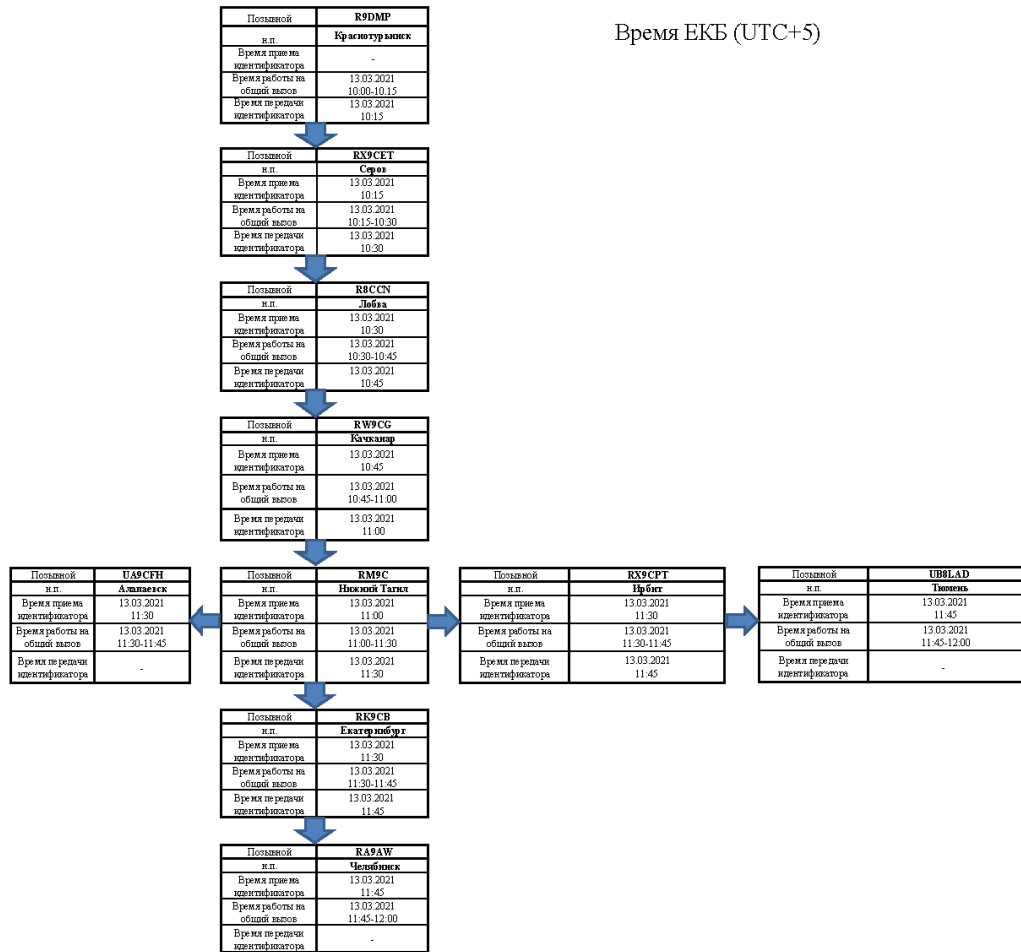 Время ЕКБ (UTC+5)
Позывной R9DMP
н.п. Краснотурьинск
Время приема
идентификатора -
Время работы на 13.03.2021
общий вызов 10:00-10.15
Время передачи 13.03.2021
идентификатора 10:15
Позывной RX9CET
н.п. Серов
Время приема 13.03.2021
идентификатора 10:15
Время работы на 13.03.2021
общий вызов 10:15-10:30
Время передачи 13.03.2021
идентификатора 10:30
Позывной R8CCN
н.п. Лобва
Время приема 13.03.2021
идентификатора 10:30
Время работы на 13.03.2021
общий вызов 10:30-10:45
Время передачи 13.03.2021
идентификатора 10:45
Позывной RW9CG
н.п. Качканар
Время приема 13.03.2021
идентификатора 10:45
Время работы на 13.03.2021
общий вызов 10:45-11:00
Время передачи 13.03.2021
идентификатора 11:00
Позывной UA9CFH
н.п. Алапаевск
Время приема 13.03.2021
идентификатора 11:30
Время работы на 13.03.2021
общий вызов 11:30-11:45
Время передачи
идентификатора -
Позывной RM9C
н.п. Нижний Тагил
Время приема 13.03.2021
идентификатора 11:00
Время работы на 13.03.2021
общий вызов 11:00-11:30
Время передачи 13.03.2021
идентификатора 11:30
Позывной RX9CPT
н.п. Ирбит
Время приема 13.03.2021
идентификатора 11:30
Время работы на 13.03.2021
общий вызов 11:30-11:45
Время передачи 13.03.2021
идентификатора 11:45
Позывной UB8LAD
н.п. Тюмень
Время приема 13.03.2021
идентификатора 11:45
Время работы на 13.03.2021
общий вызов 11:45-12:00
Время передачи
идентификатора -
Позывной RK9CB
н.п. Екатеринбург
Время приема 13.03.2021
идентификатора 11:30
Время работы на 13.03.2021
общий вызов 11:30-11:45
Время передачи 13.03.2021
идентификатора 11:45
Позывной RA9AW
н.п. Челябинск
Время приема 13.03.2021
идентификатора 11:45
Время работы на 13.03.2021
общий вызов 11:45-12:00
Время передачи
идентификатора -